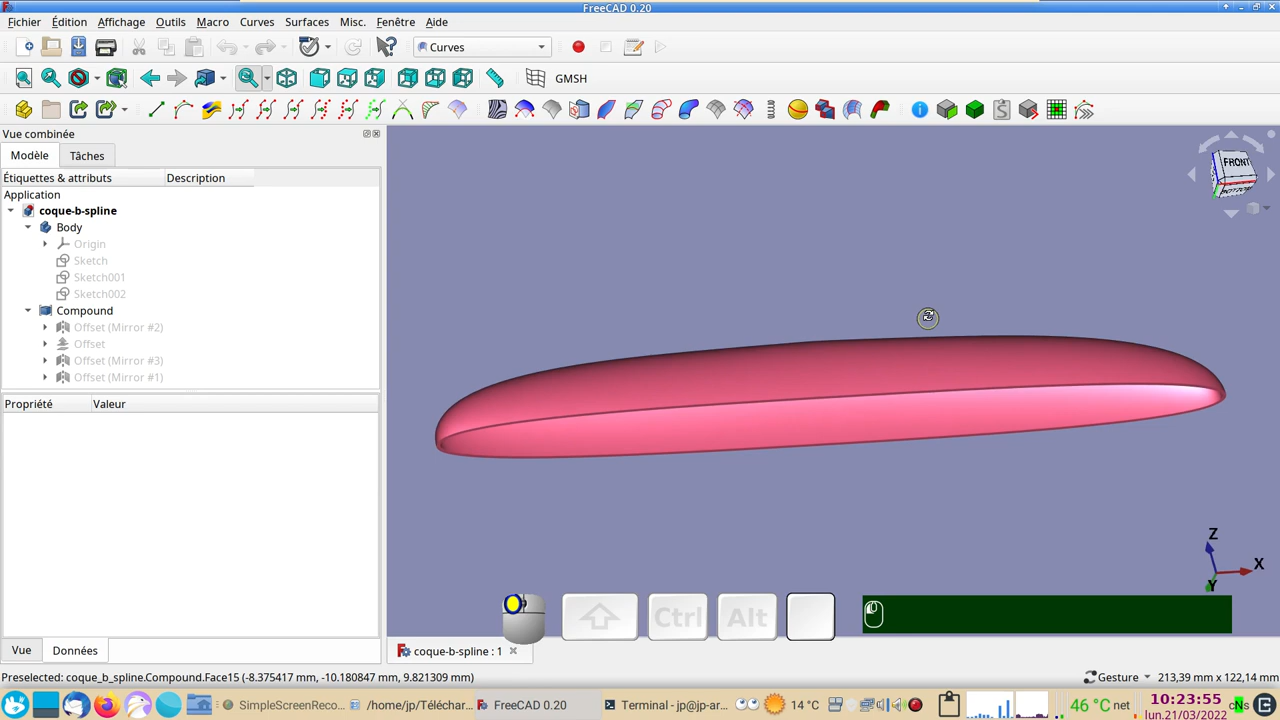 FreeCAD 0.20
Fichier Édition Affichage Outils Macro Curves Surfaces Misc. Fenêtre Aide
Curves
GMSH
Vue combinée
Modèle Tâches
Étiquettes & attributs Description
Application
coque-b-spline
Body
Origin
Sketch
Sketch001
Sketch002
Compound
Offset (Mirror #2)
Offset
Offset (Mirror #3)
Offset (Mirror #1)
Propriété Valeur
FRONT
Z
X
Y
Ctrl Alt
Vue Données
coque-b-spline : 1
Preselected: coque_b_spline.Compound.Face15 (-8.375417 mm, -10.180847 mm, 9.821309 mm)
Gesture 213,39 mm x 122,14 mm
SimpleScreenReco... /home/jp/Téléchar... FreeCAD 0.20 Terminal - jp@jp-ar... 14 °C 46 °C net 10:23:55 cNs
lun.21/03/2022